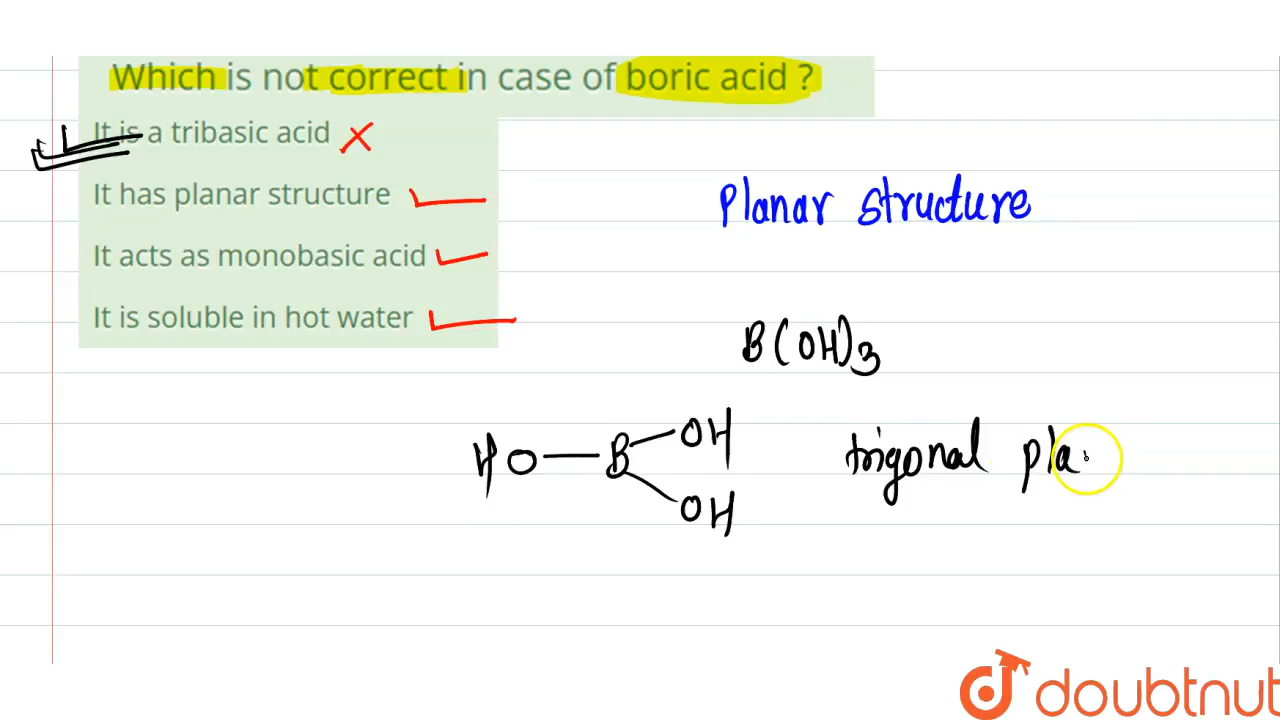 Which is not correct in case of boric acid ?
It is a tribasic acid
It has planar structure
It acts as monobasic acid
It is soluble in hot water
Planar structure
B(OH)3
HO—B
OH
OH
trigonal pla
doubtnut